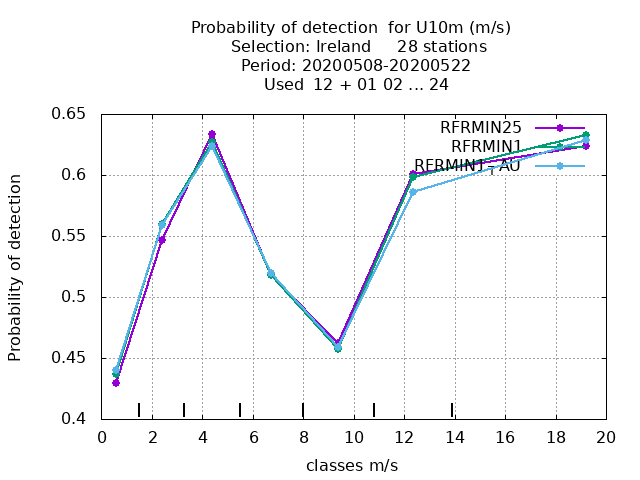 Probability of detection  for U10m (m/s)
Selection: Ireland     28 stations
Period: 20200508-20200522
Used  12 + 01 02 ... 24
RFRMIN25
RFRMIN1
RFRMIN1+AU
Probability of detection
0.65
0.6
0.55
0.5
0.45
0.4
0 2 4 6 8 10 12 14 16 18 20
classes m/s